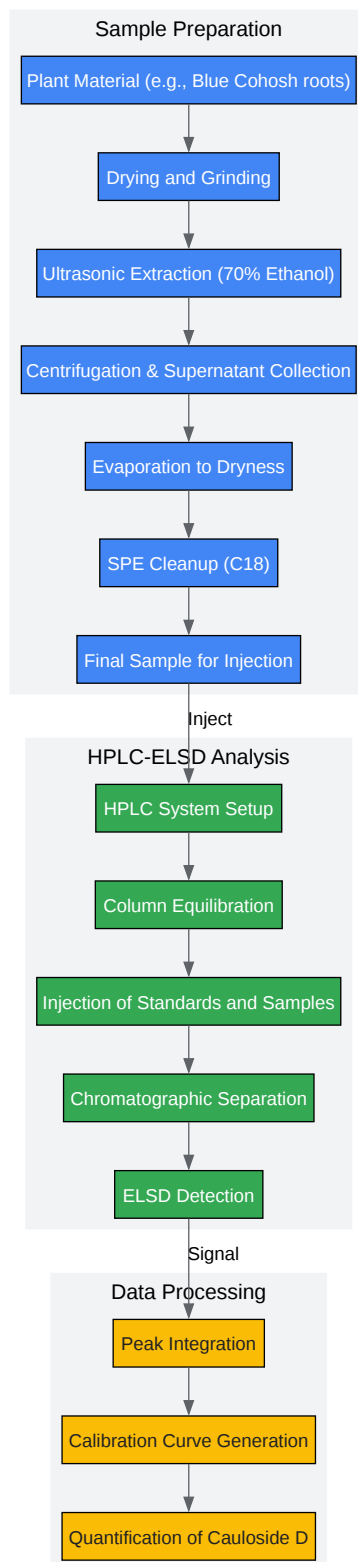 Sample Preparation
Plant Material (e.g., Blue Cohosh roots)
Drying and Grinding
Ultrasonic Extraction (70% Ethanol)
Centrifugation & Supernatant Collection
Evaporation to Dryness
SPE Cleanup (C18)
Final Sample for Injection
Inject
HPLC-ELSD Analysis
HPLC System Setup
Column Equilibration
Injection of Standards and Samples
Chromatographic Separation
ELSD Detection
Signal
Data Processing
Peak Integration
Calibration Curve Generation
Quantification of Cauloside D